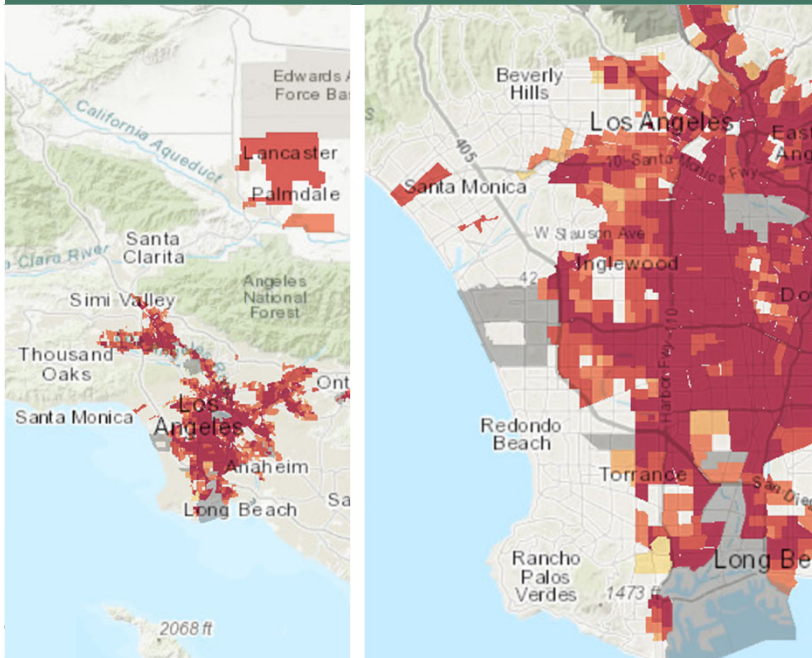 Edwards A
Force Ba
California Aqueduct
Lancaster
Palmdale
Santa
Clarita
Clara River
Simi Valley
Angeles
National
Forest
Thousand
Oaks
Ont
Santa Monica
Los
Angeles
Anaheim
Sa
Long Beach
2068 ft
Beverly
Hills
Los Angeles
East
Ang
405
10-Santa Monica Fwy
Santa Monica
W Slauson Ave
Inglewood
42
Do
Harbor Fwy-110
Redondo
Beach
Torrance
San Dieg
Rancho
Palos
Verdes
Long Be
1473 ft